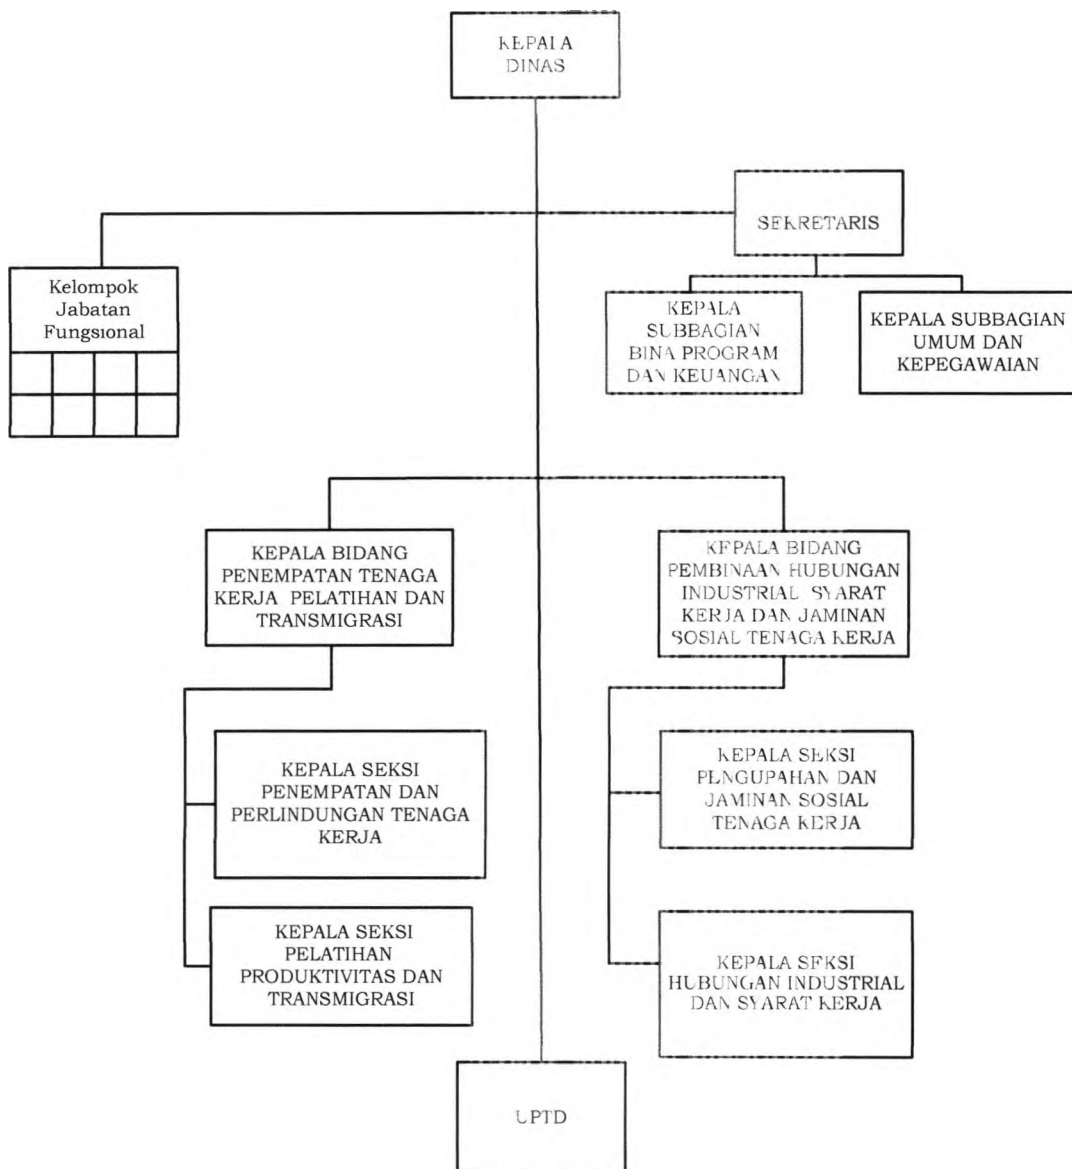 KEPALA
DINAS
SEKRETARIS
Kelompok
Jabatan
Fungsional
KEPALA
SUBBAGIAN
BINA PROGRAM
DAN KEUANGAN
KEPALA SUBBAGIAN
UMUM DAN
KEPEGAWAIAN
KEPALA BIDANG
PENEMPATAN TENAGA
KERJA PELATIHAN DAN
TRANSMIGRASI
KEPALA BIDANG
PEMBINAAN HUBUNGAN
INDUSTRIAL SYARAT
KERJA DAN JAMINAN
SOSIAL TENAGA KERJA
KEPALA SEKSI
PENEMPATAN DAN
PERLINDUNGAN TENAGA
KERJA
KEPALA SEKSI
PENGUPAHAN DAN
JAMINAN SOSIAL
TENAGA KERJA
KEPALA SEKSI
PELATIHAN
PRODUKTIVITAS DAN
TRANSMIGRASI
KEPALA SEKSI
HUBUNGAN INDUSTRIAL
DAN SYARAT KERJA
UPTD